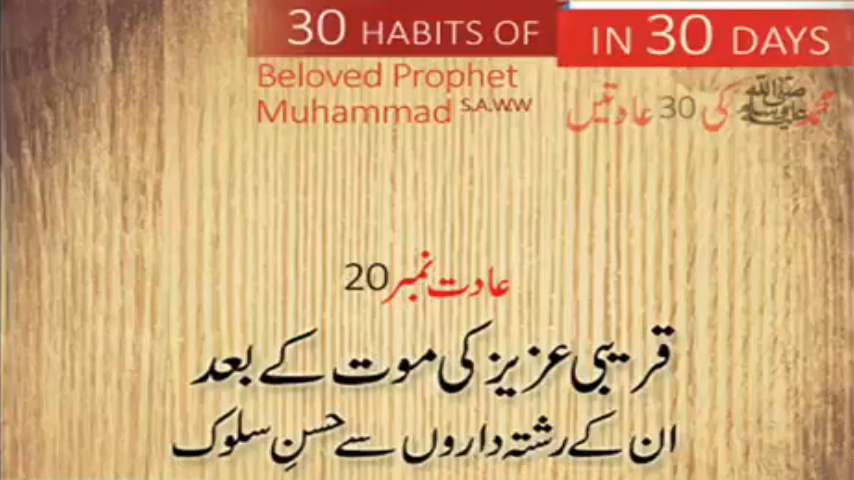 30 HABITS OF
IN 30 DAYS
Beloved Prophet
Muhammad S.A.W.W
محمد ﷺ کی 30 عادتیں
عادت نمبر 20
قریبی عزیز کی موت کے بعد
ان کے رشتہ داروں سے حسنِ سلوک